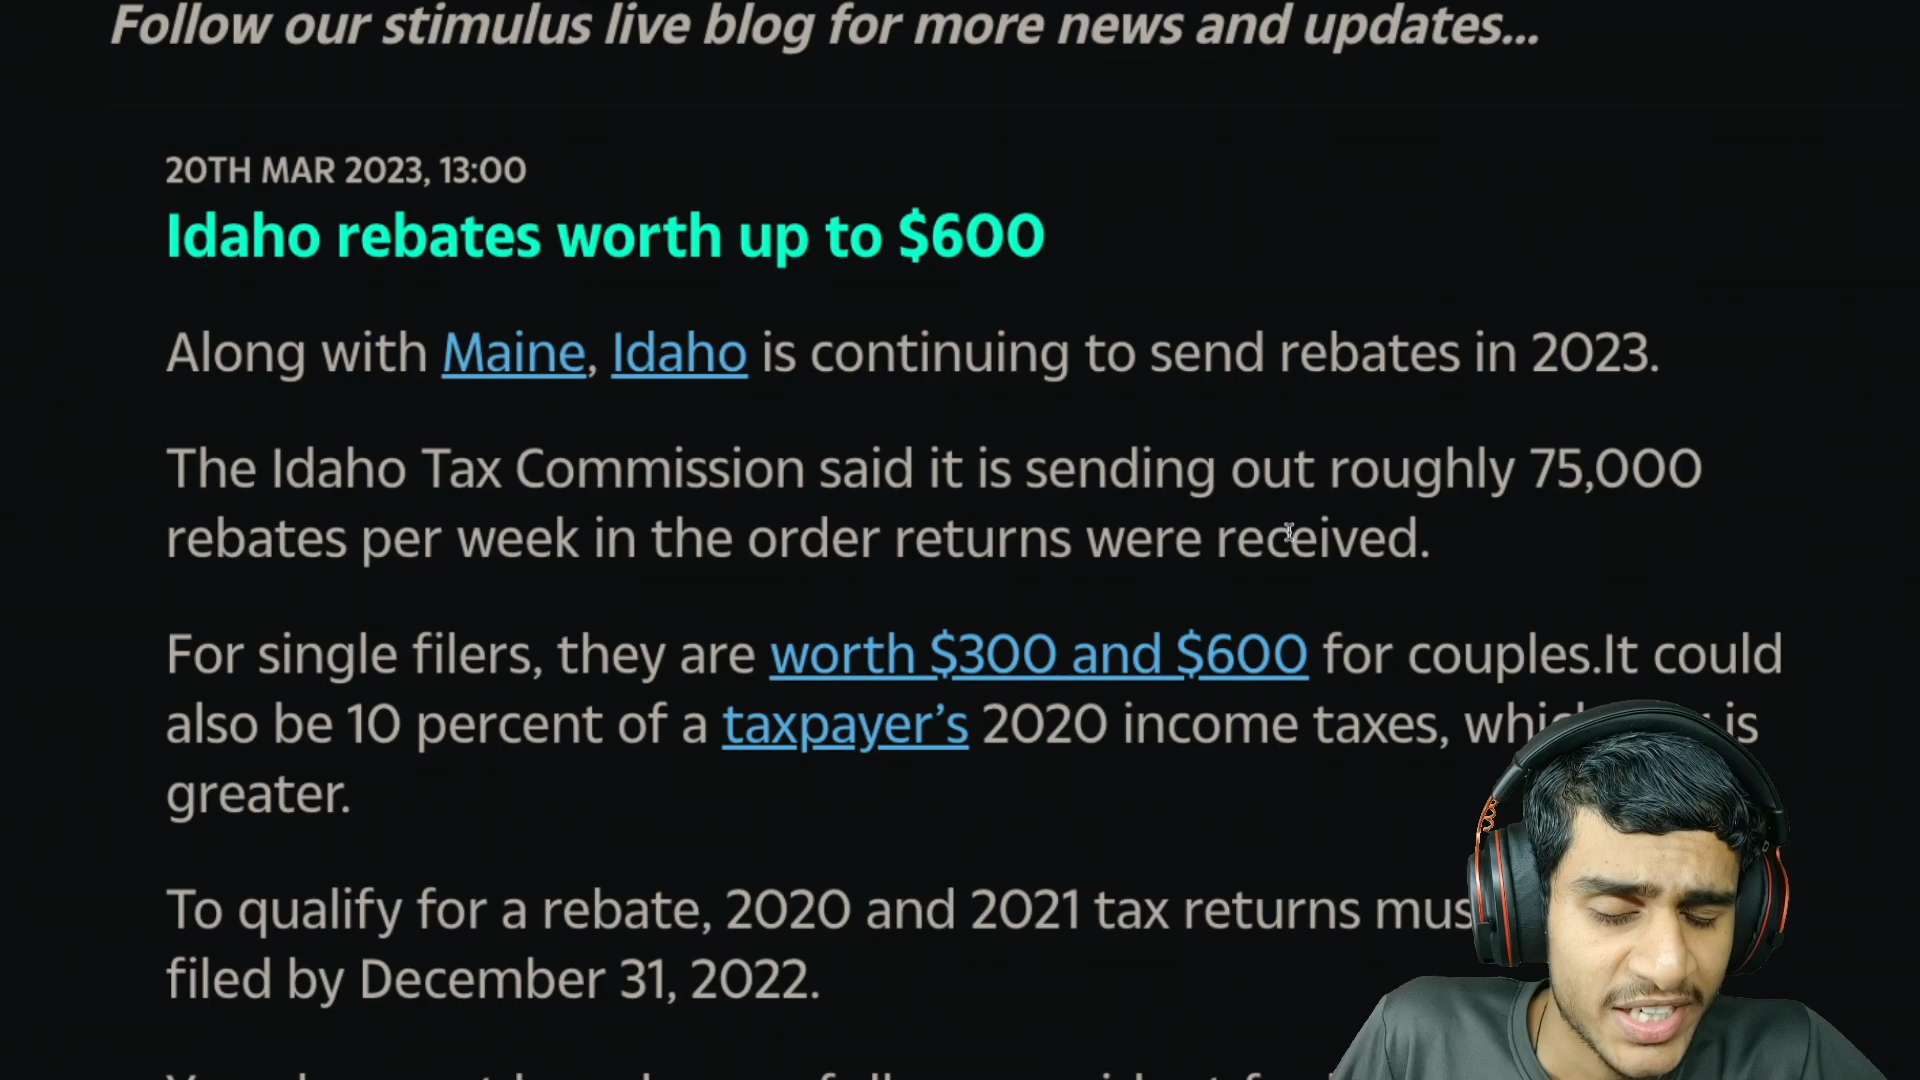 Follow our stimulus live blog for more news and updates...
20TH MAR 2023, 13:00
Idaho rebates worth up to $600
Along with Maine, Idaho is continuing to send rebates in 2023.
The Idaho Tax Commission said it is sending out roughly 75,000
rebates per week in the order returns were received.
For single filers, they are worth $300 and $600 for couples.It could
also be 10 percent of a taxpayer's 2020 income taxes, is
greater.
To qualify for a rebate, 2020 and 2021 tax returns
filed by December 31, 2022.